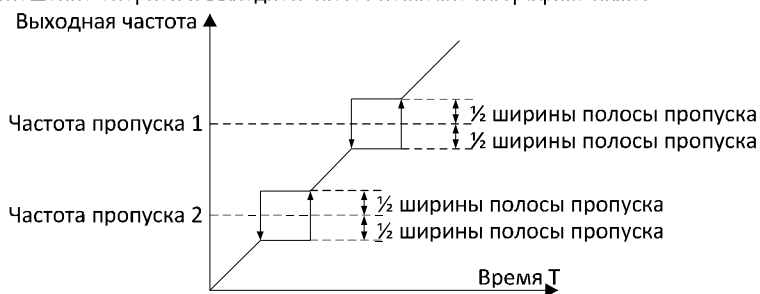 Выходная частота
Частота пропуска 1
½ ширины полосы пропуска
½ ширины полосы пропуска
Частота пропуска 2
½ ширины полосы пропуска
½ ширины полосы пропуска
Время T